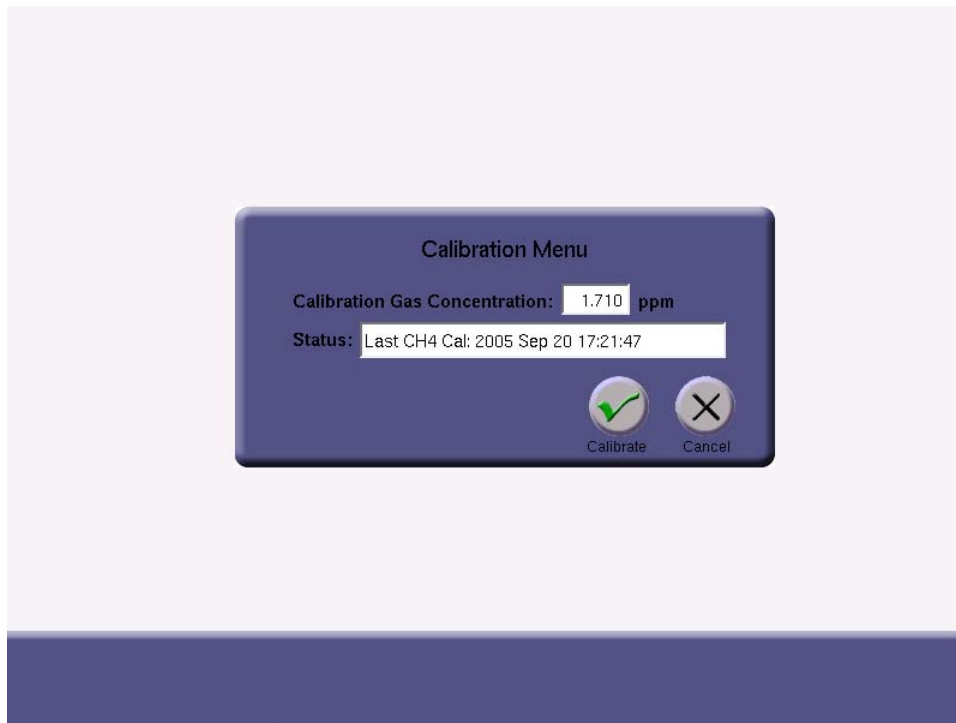 Calibration Menu
Calibration Gas Concentration: 1.710 ppm
Status: Last CH4 Cal: 2005 Sep 20 17:21:47
Calibrate Cancel